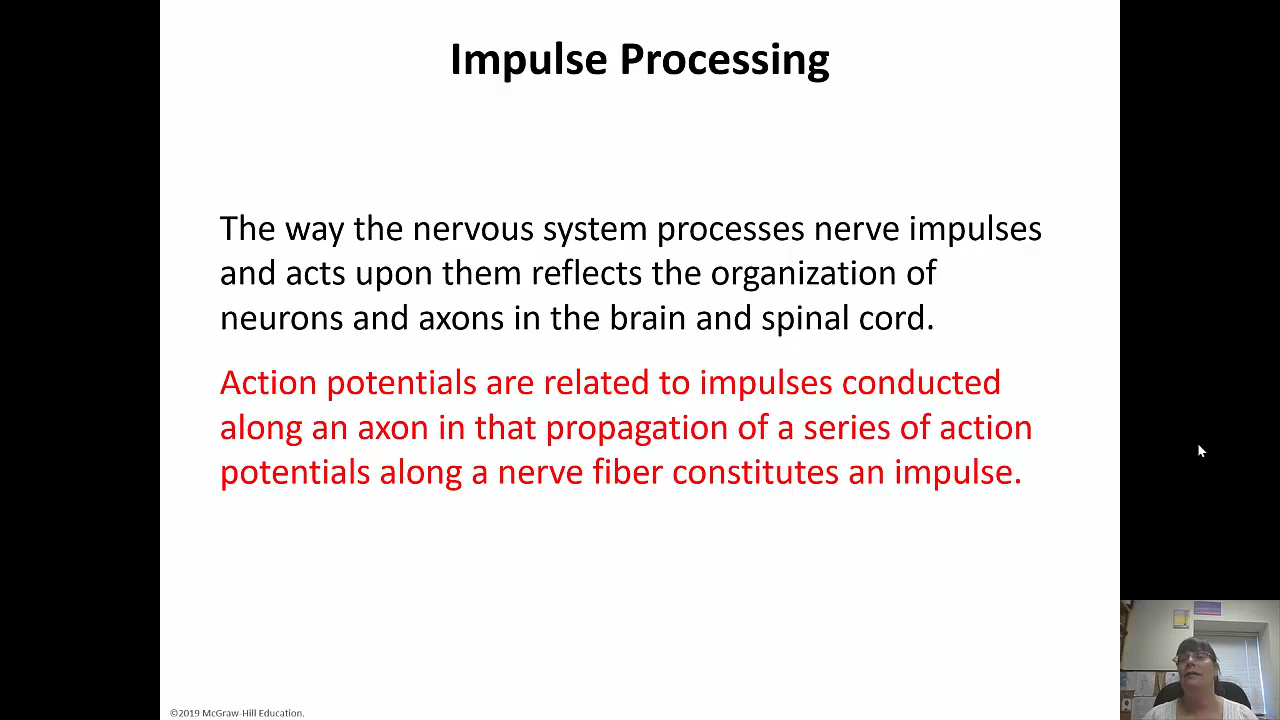 Impulse Processing
The way the nervous system processes nerve impulses
and acts upon them reflects the organization of
neurons and axons in the brain and spinal cord.
Action potentials are related to impulses conducted
along an axon in that propagation of a series of action
potentials along a nerve fiber constitutes an impulse.
©2019 McGraw-Hill Education.